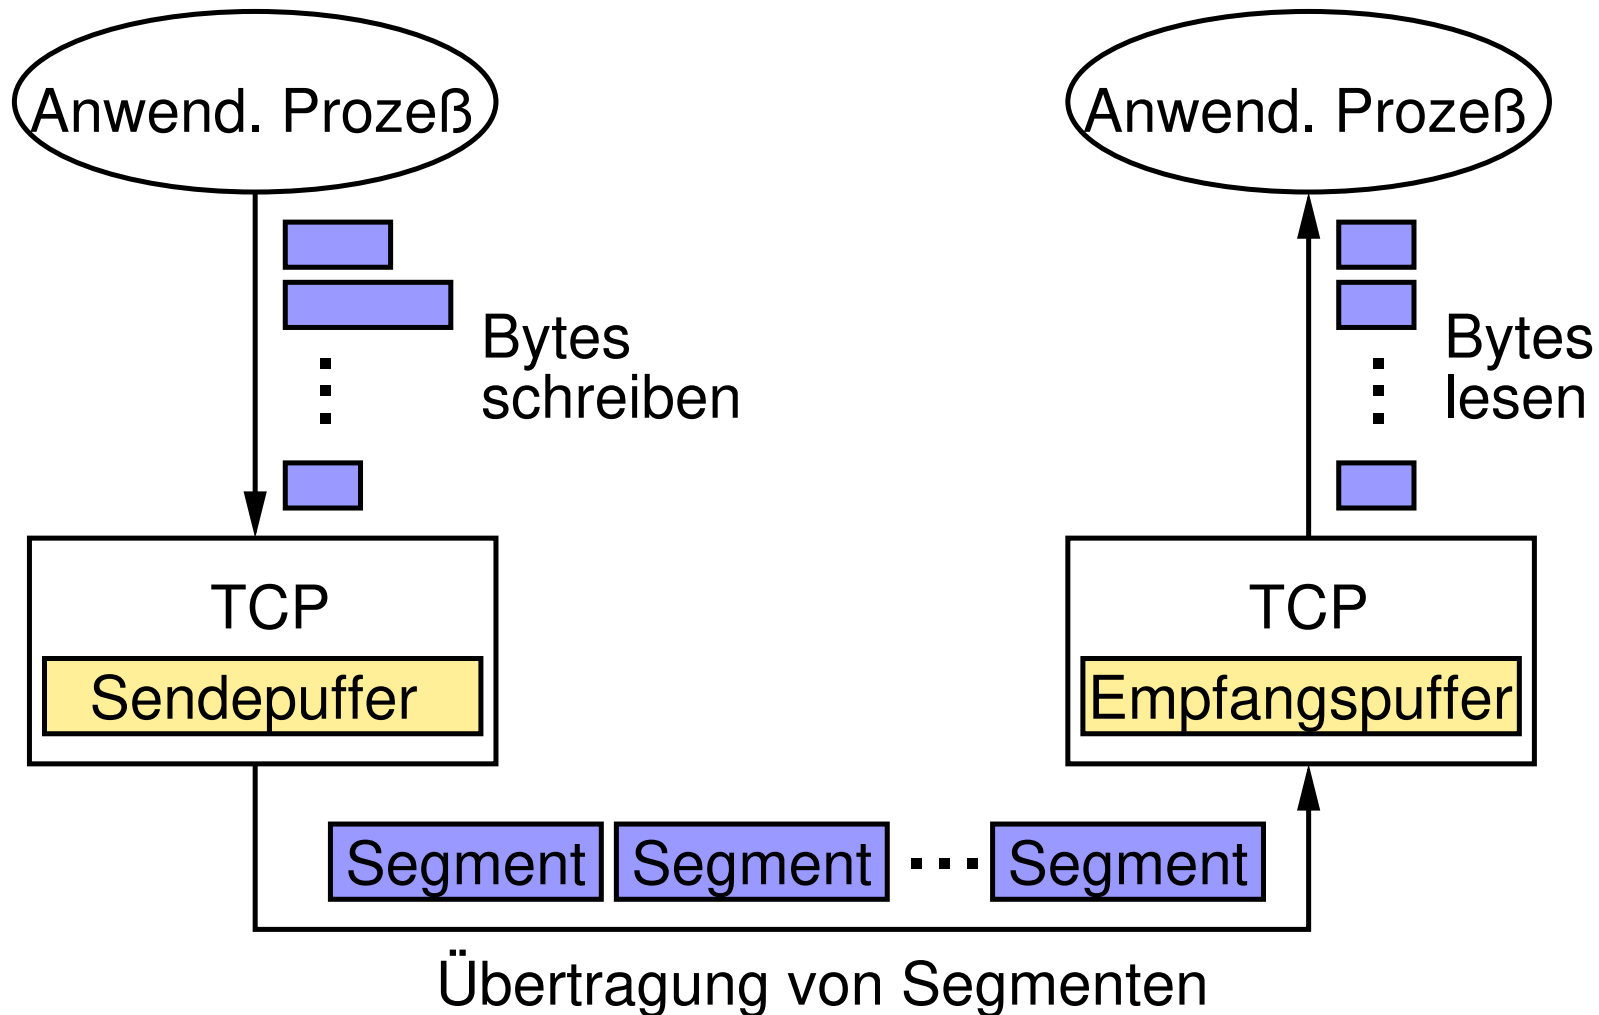 Anwend. Prozeß
Anwend. Prozeß
Bytes
schreiben
Bytes
lesen
TCP
Sendepuffer
TCP
Empfangspuffer
Segment
Segment
Segment
Übertragung von Segmenten